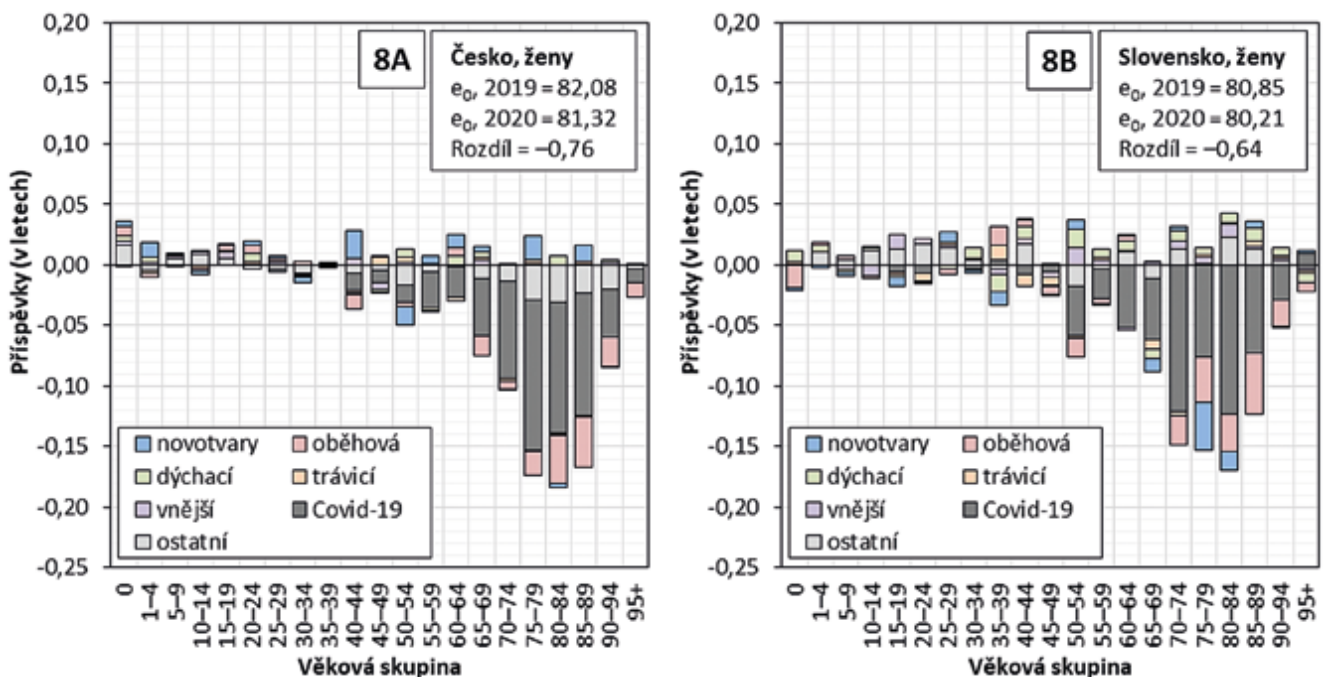 0,20
0,15
0,10
0,05
0,00
-0,05
-0,10
-0,15
-0,20
-0,25
Příspěvky (v letech)
8A
Česko, ženy
e₀, 2019 = 82,08
e₀, 2020 = 81,32
Rozdíl = −0,76
novotvary oběhová
dýchací trávicí
vnější Covid-19
ostatní
0 1–4 5–9 10–14 15–19 20–24 25–29 30–34 35–39 40–44 45–49 50–54 55–59 60–64 65–69 70–74 75–79 80–84 85–89 90–94 95+
Věková skupina
0,20
0,15
0,10
0,05
0,00
-0,05
-0,10
-0,15
-0,20
-0,25
Příspěvky (v letech)
8B
Slovensko, ženy
e₀, 2019 = 80,85
e₀, 2020 = 80,21
Rozdíl = −0,64
novotvary oběhová
dýchací trávicí
vnější Covid-19
ostatní
0 1–4 5–9 10–14 15–19 20–24 25–29 30–34 35–39 40–44 45–49 50–54 55–59 60–64 65–69 70–74 75–79 80–84 85–89 90–94 95+
Věková skupina